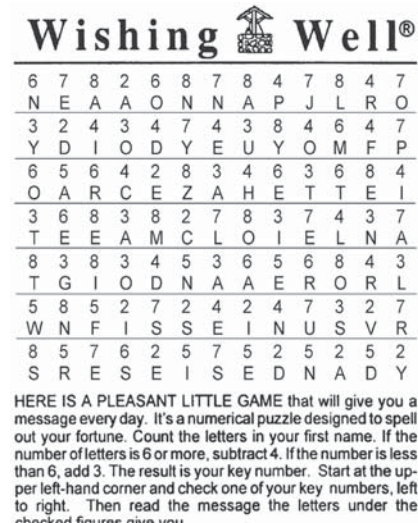 Wishing Well®
6 7 8 2 6 8 7 8 4 7 8 4 7
N E A A O N N A P J L R O
3 2 4 3 4 7 4 3 8 4 6 4 7
Y D I O D Y E U Y O M F P
6 5 6 4 2 8 3 4 6 3 6 8 4
O A R C E Z A H E T T E I
3 6 8 3 8 2 7 8 3 7 4 3 7
T E E A M C L O I E L N A
8 3 8 3 4 5 3 6 5 6 8 4 3
T G I O D N A A E R O R L
5 8 5 2 7 2 4 2 4 7 3 2 7
W N F I S S E I N U S V R
8 5 7 6 2 5 7 5 2 5 2 5 2
S R E S E I S E D N A D Y
HERE IS A PLEASANT LITTLE GAME that will give you a
message every day. It's a numerical puzzle designed to spell
out your fortune. Count the letters in your first name. If the
number of letters is 6 or more, subtract 4. If the number is less
than 6, add 3. The result is your key number. Start at the up-
per left-hand corner and check one of your key numbers, left
to right. Then read the message the letters under the
checked figures give you